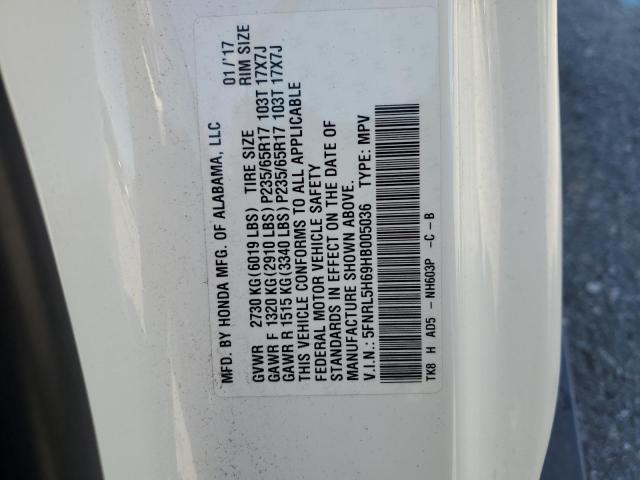 MFD. BY HONDA MFG. OF ALABAMA, LLC 01/'17
GVWR 2730 KG (6019 LBS) TIRE SIZE RIM SIZE
GAWR F 1320 KG (2910 LBS) P235/65R17 103T 17X7J
GAWR R 1515 KG (3340 LBS) P235/65R17 103T 17X7J
THIS VEHICLE CONFORMS TO ALL APPLICABLE
FEDERAL MOTOR VEHICLE SAFETY
STANDARDS IN EFFECT ON THE DATE OF
MANUFACTURE SHOWN ABOVE.
V.I.N.: 5FNRL5H69HB005036 TYPE: MPV
TK8 H AD5 - NH603P -C - B